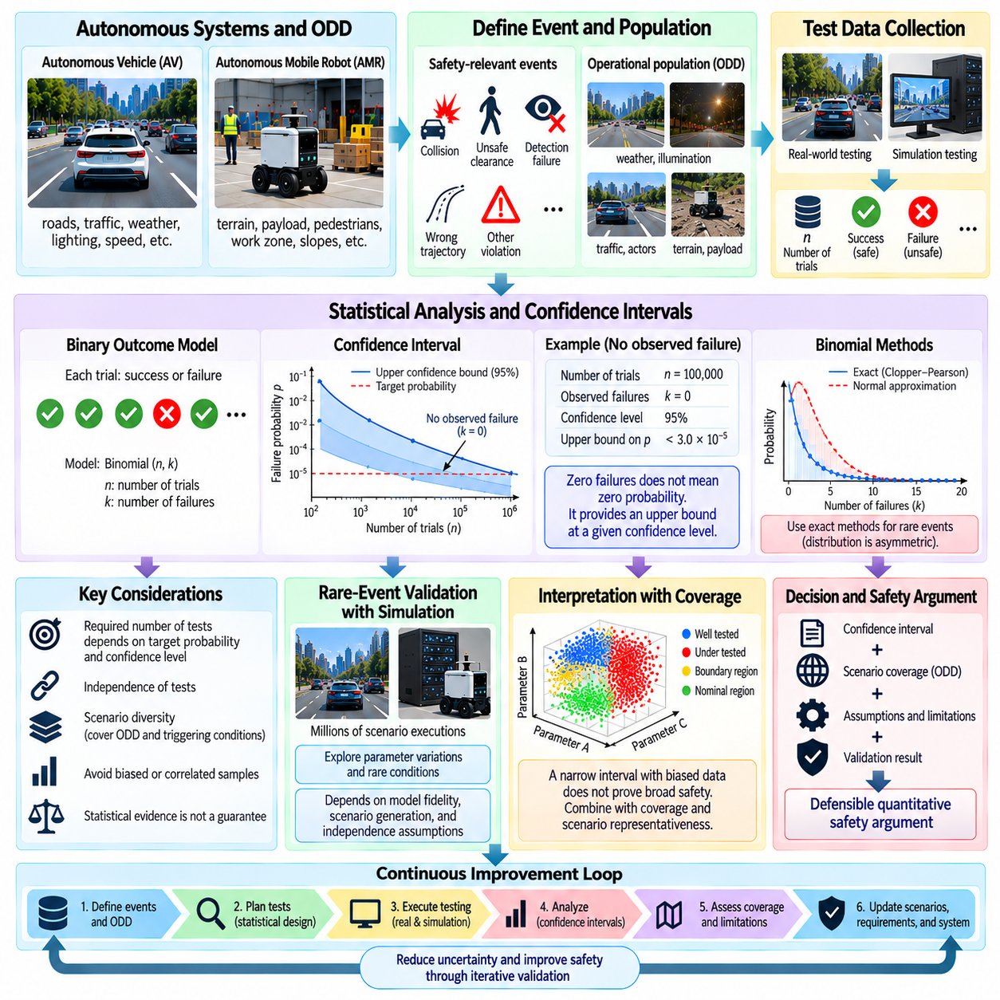 Autonomous Systems and ODD
Autonomous Vehicle (AV)
roads, traffic, weather,
lighting, speed, etc.
Autonomous Mobile Robot (AMR)
terrain, payload, pedestrians,
work zone, slopes, etc.
Define Event and Population
Safety-relevant events
Collision
Unsafe
clearance
Detection
failure
Wrong
trajectory
Other
violation
...
Operational population (ODD)
weather, illumination
traffic, actors
terrain, payload
Test Data Collection
Real-world testing
Simulation testing
n
Number of
trials
Success
(safe)
Failure
(unsafe)
...
Statistical Analysis and Confidence Intervals
Binary Outcome Model
Each trial: success or failure
...
Model: Binomial (n, k)
n: number of trials
k: number of failures
Confidence Interval
Upper confidence bound (95%)
Target probability
No observed failure
(k = 0)
Failure probability p
10⁻¹
10⁻²
10⁻²
10⁻⁴
10⁻⁵
10² 10³ 10⁴ 10⁵ 10⁶
Number of trials (n)
Example (No observed failure)
Number of trials n = 100,000
Observed failures k = 0
Confidence level 95%
Upper bound on p < 3.0 × 10⁻⁵
Zero failures does not mean
zero probability.
It provides an upper bound
at a given confidence level.
Binomial Methods
Exact (Clopper–Pearson)
Normal approximation
Probability
0 5 10 15 20
Number of failures (k)
Use exact methods for rare events
(distribution is asymmetric).
Key Considerations
Required number of tests
depends on target probability
and confidence level
Independence of tests
Scenario diversity
(cover ODD and triggering conditions)
Avoid biased or correlated samples
Statistical evidence is not a guarantee
Rare-Event Validation
with Simulation
Millions of scenario executions
Explore parameter variations
and rare conditions
Depends on model fidelity,
scenario generation, and
independence assumptions
Interpretation with Coverage
Parameter B
Parameter A
Parameter C
Well tested
Under tested
Boundary region
Nominal region
A narrow interval with biased data
does not prove broad safety.
Combine with coverage and
scenario representativeness.
Decision and Safety Argument
Confidence interval
+
Scenario coverage (ODD)
+
Assumptions and limitations
+
Validation result
Defensible quantitative
safety argument
Continuous Improvement Loop
1. Define events
and ODD
2. Plan tests
(statistical design)
3. Execute testing
(real & simulation)
4. Analyze
(confidence intervals)
5. Assess coverage
and limitations
6. Update scenarios,
requirements, and system
Reduce uncertainty and improve safety
through iterative validation